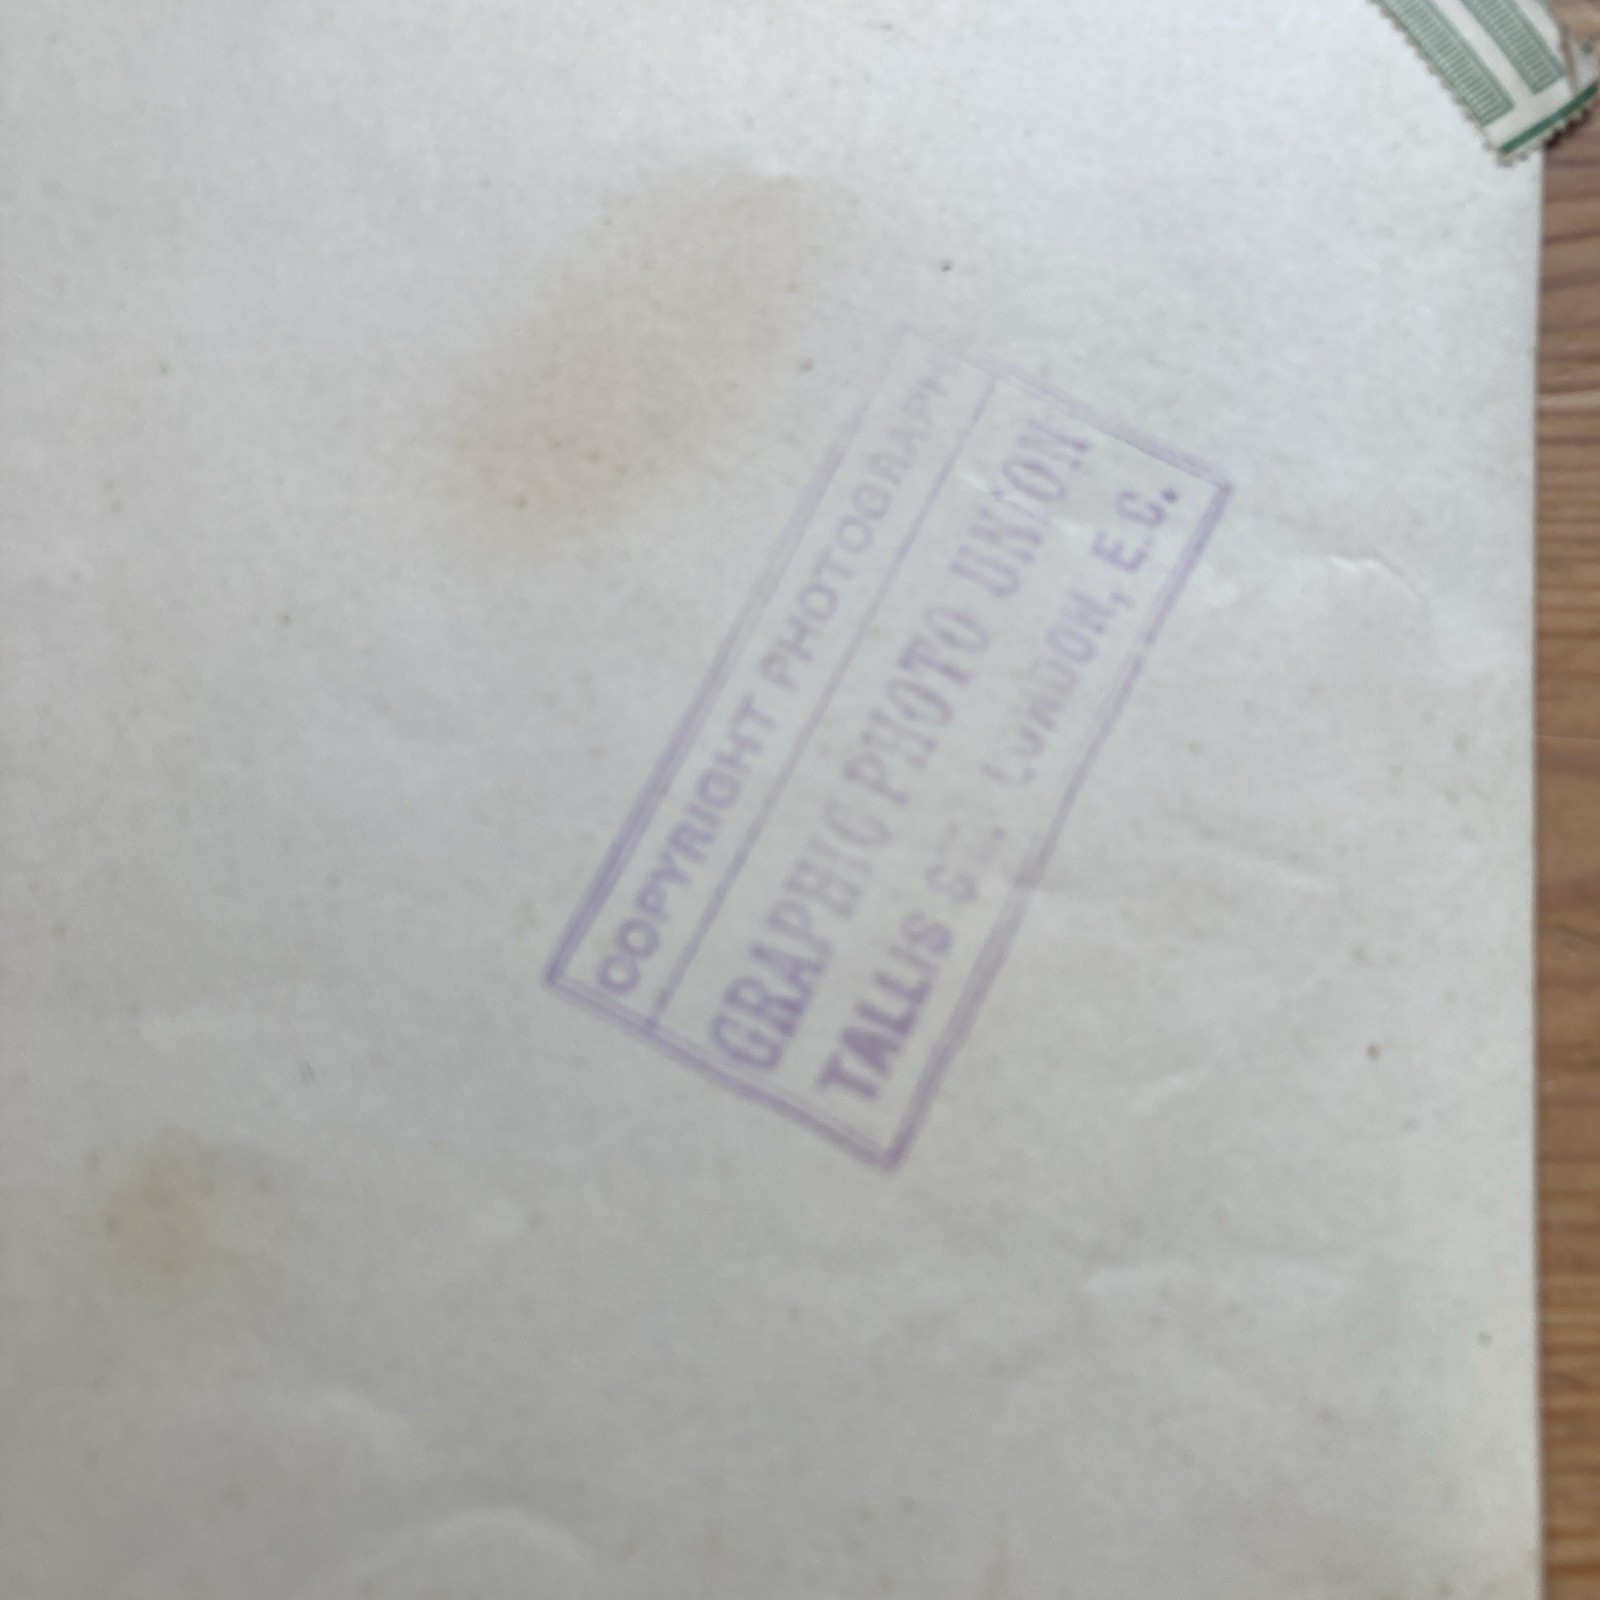 COPYRIGHT PHOTOGRAPH
GRAPHIC PHOTO UNION
TALLIS ST. LONDON, E.C.